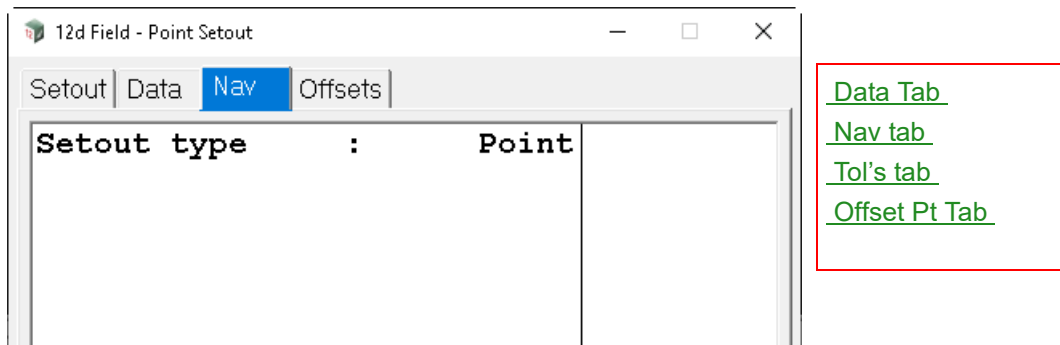 12d Field - Point Setout
Setout Data Nav Offsets
Setout type : Point
Data Tab
Nav tab
Tol's tab
Offset Pt Tab